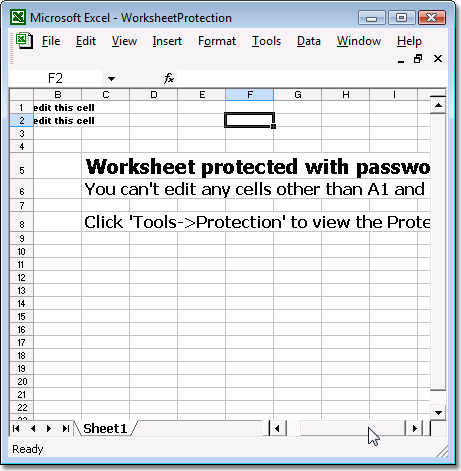 Microsoft Excel - WorksheetProtection
File Edit View Insert Format Tools Data Window Help
F2 fx
B C D E F G H I
1 edit this cell
2 edit this cell
3
4
5 Worksheet protected with passwo
6 You can't edit any cells other than A1 and
7
8 Click 'Tools->Protection' to view the Prote
9
10
11
12
13
14
15
16
17
18
19
20
21
22
Sheet1
Ready